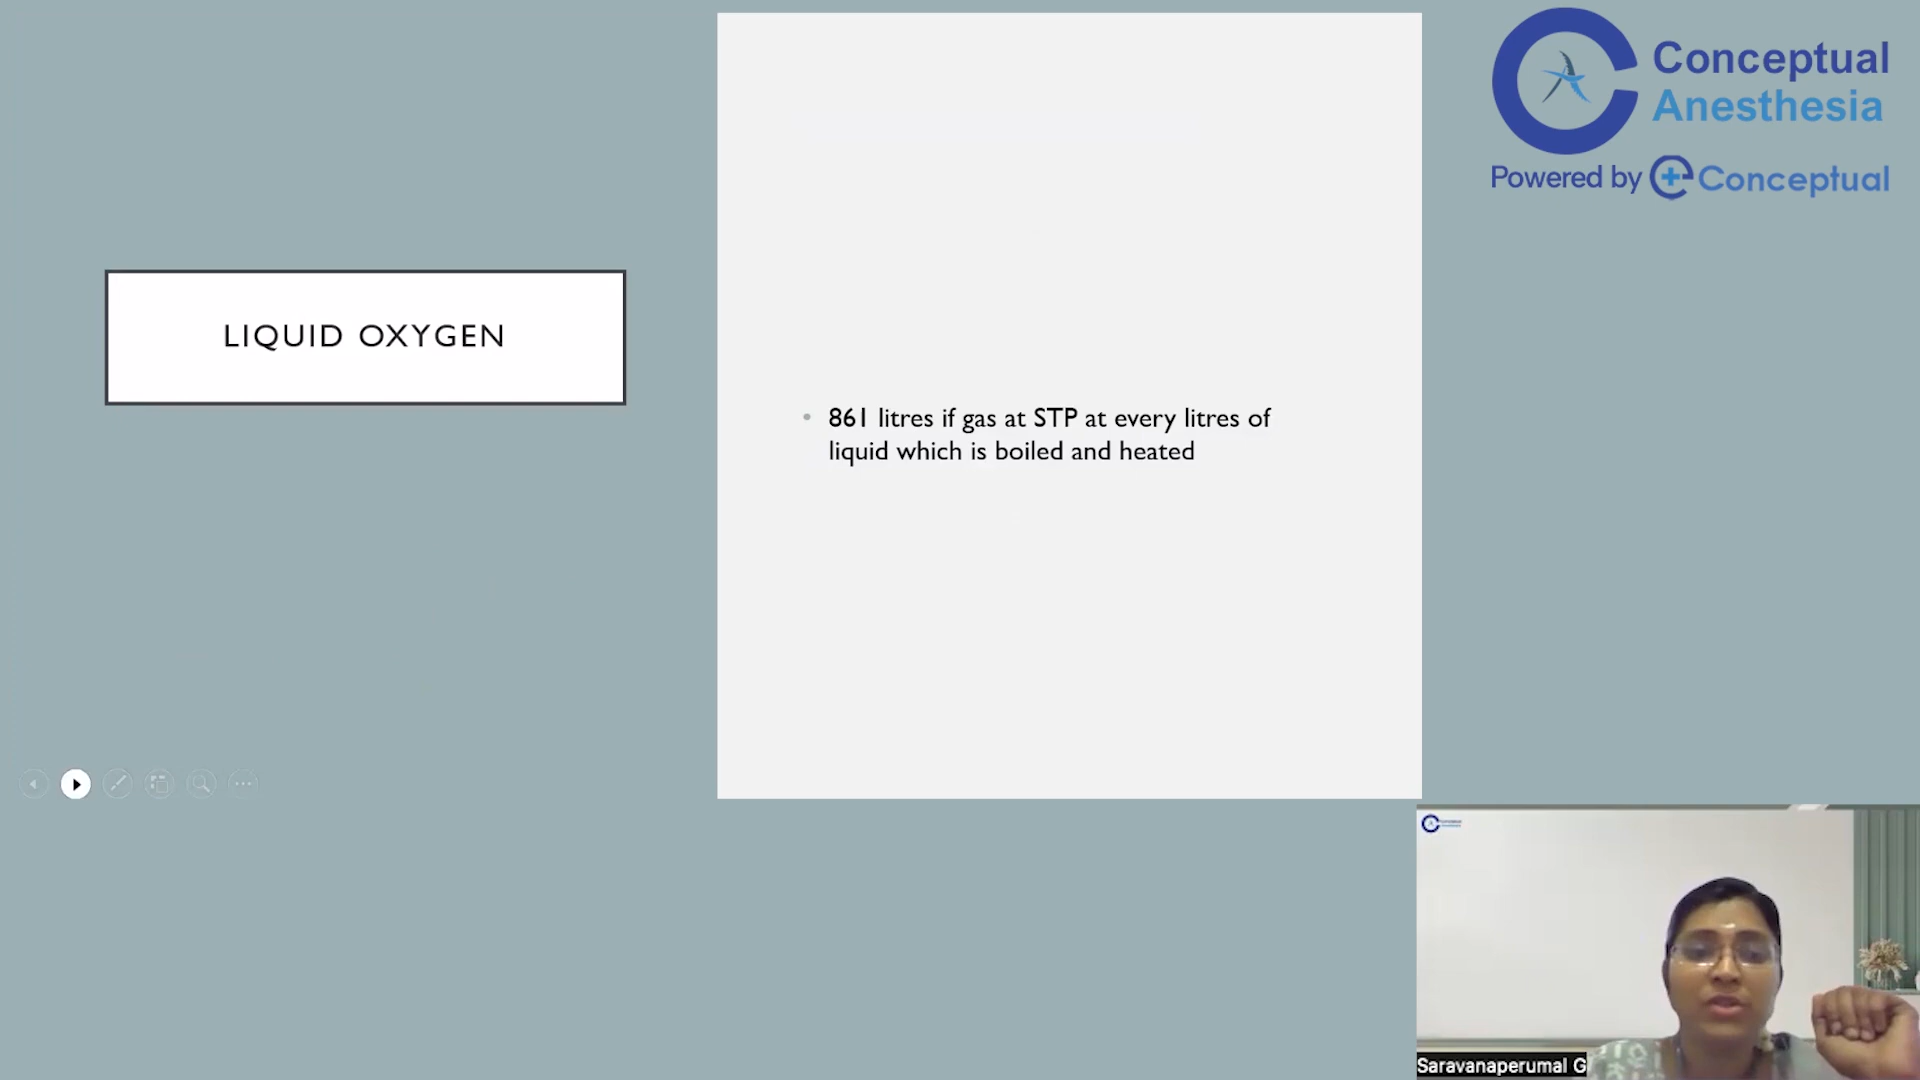 LIQUID OXYGEN
861 litres if gas at STP at every litres of
liquid which is boiled and heated
Conceptual
Anesthesia
Powered by Conceptual
Saravanaperumal G